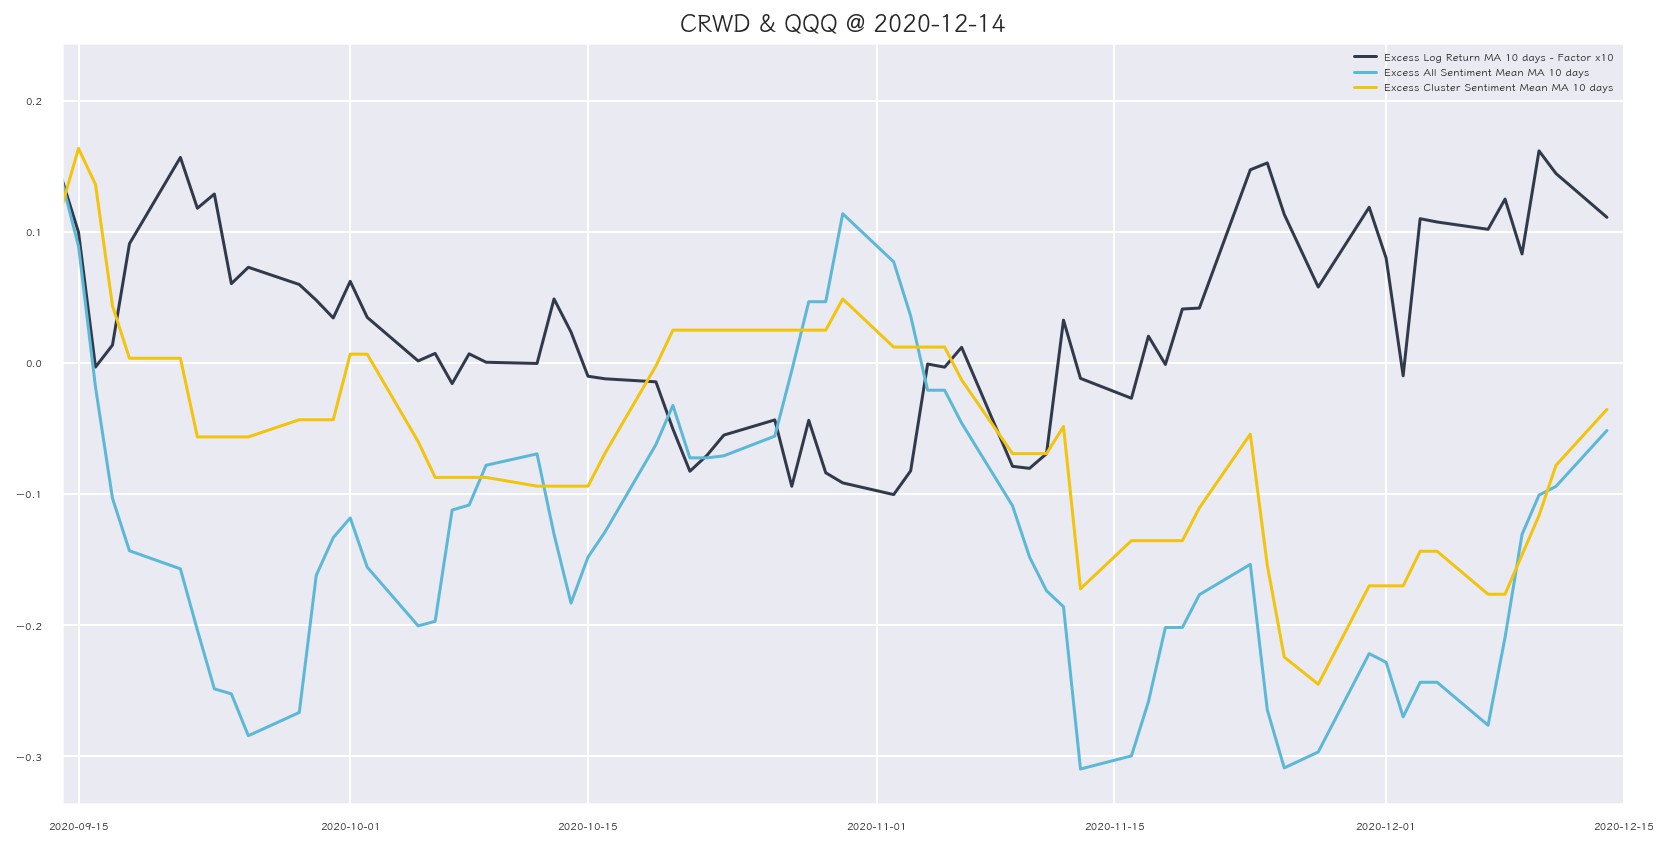 CRWD & QQQ @ 2020-12-14
Excess Log Return MA 10 days - Factor x10
Excess All Sentiment Mean MA 10 days
Excess Cluster Sentiment Mean MA 10 days
0.2
0.1
0.0
−0.1
−0.2
−0.3
2020-09-15 2020-10-01 2020-10-15 2020-11-01 2020-11-15 2020-12-01 2020-12-15